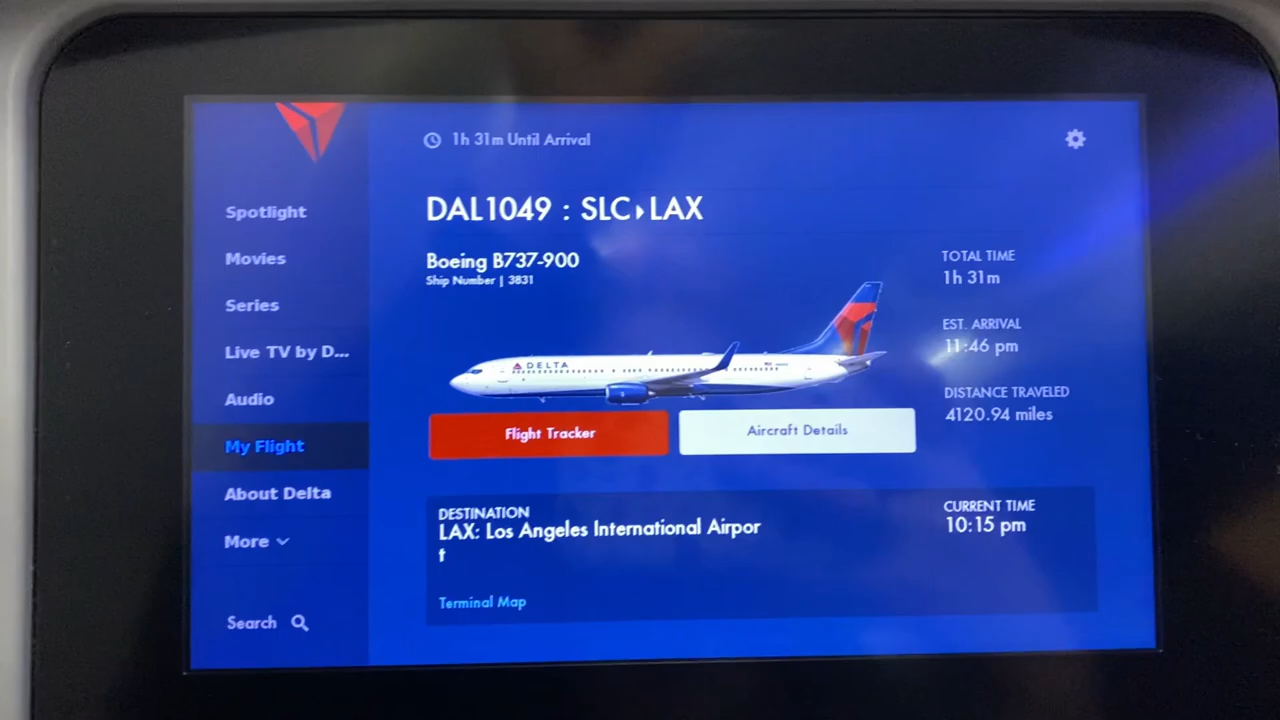 1h 31m Until Arrival
DAL1049 : SLC▸LAX
Boeing B737-900
Ship Number | 3831
DELTA
TOTAL TIME
1h 31m
EST. ARRIVAL
11:46 pm
DISTANCE TRAVELED
4120.94 miles
Flight Tracker
Aircraft Details
DESTINATION
LAX: Los Angeles International Airpor
t
Terminal Map
CURRENT TIME
10:15 pm
Spotlight
Movies
Series
Live TV by D...
Audio
My Flight
About Delta
More
Search